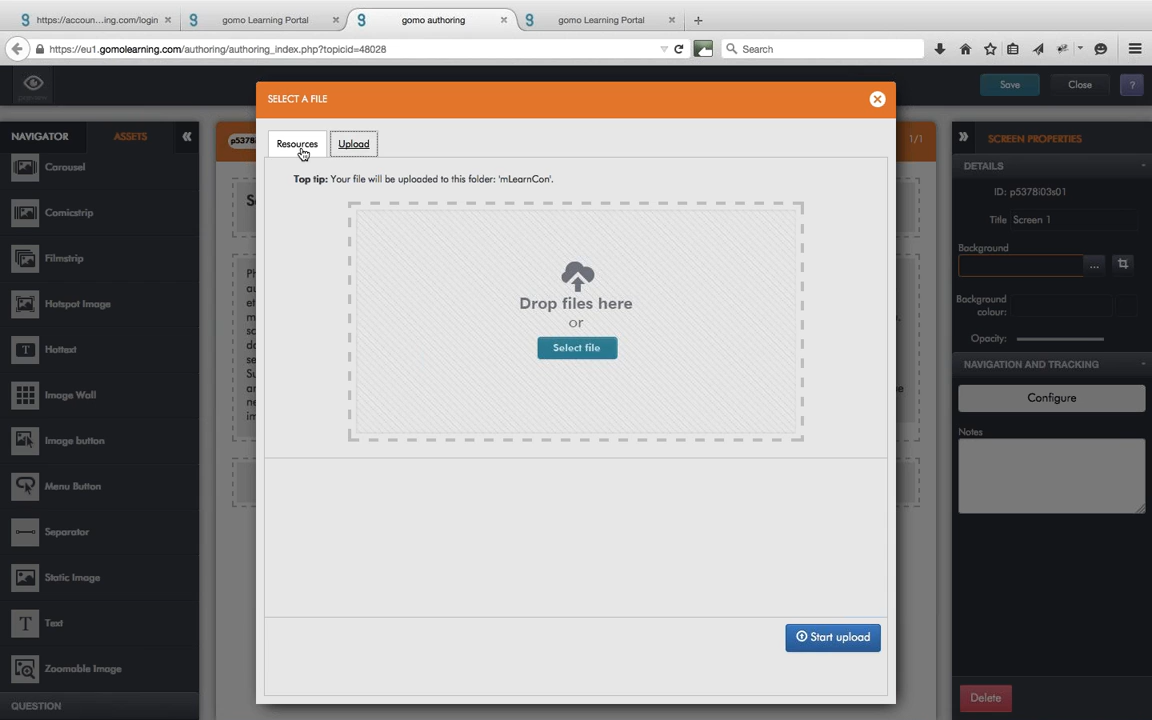 https://accoun...ing.com/login
gomo Learning Portal
gomo authoring
gomo Learning Portal
https://eu1.gomolearning.com/authoring/authoring_index.php?topicid=48028
Search
preview
Save
Close
?
SELECT A FILE
NAVIGATOR
ASSETS
Carousel
Comicstrip
Filmstrip
Hotspot Image
Hottext
Image Wall
Image button
Menu Button
Separator
Static Image
Text
Zoomable Image
QUESTION
p5378i
1/1
Resources
Upload
Top tip: Your file will be uploaded to this folder: 'mLearnCon'.
Drop files here
or
Select file
Start upload
SCREEN PROPERTIES
DETAILS
ID: p5378i03s01
Title Screen 1
Background
...
Background
colour:
Opacity:
NAVIGATION AND TRACKING
Configure
Notes
Delete